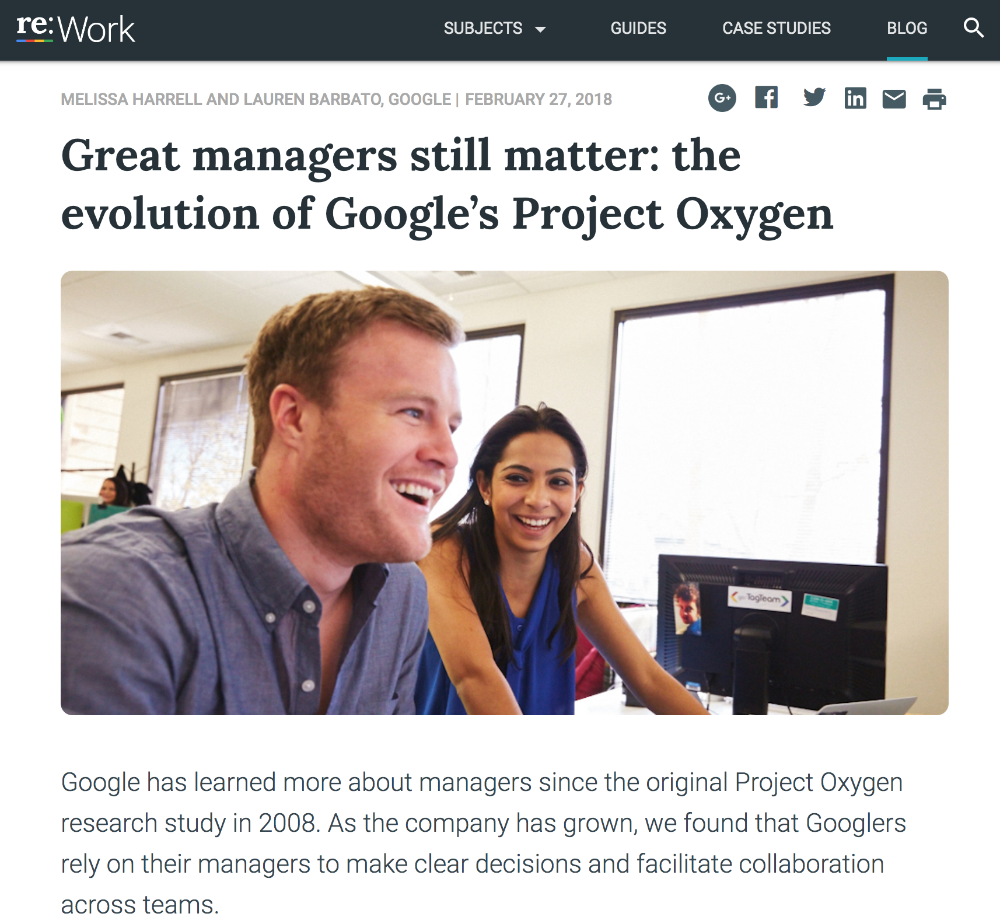 re:Work
SUBJECTS
GUIDES
CASE STUDIES
BLOG
MELISSA HARRELL AND LAUREN BARBATO, GOOGLE | FEBRUARY 27, 2018
G+
f
in
Great managers still matter: the
evolution of Google’s Project Oxygen
TagTeam
Google has learned more about managers since the original Project Oxygen
research study in 2008. As the company has grown, we found that Googlers
rely on their managers to make clear decisions and facilitate collaboration
across teams.